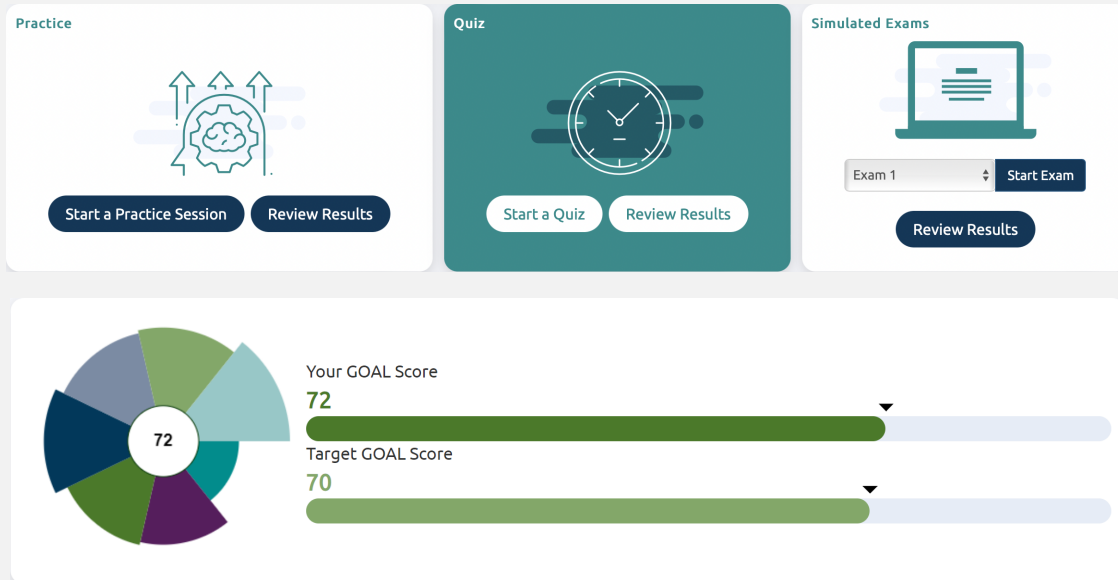 Practice
Start a Practice Session
Review Results
Quiz
Start a Quiz
Review Results
Simulated Exams
Exam 1
Start Exam
Review Results
72
Your GOAL Score
72
Target GOAL Score
70